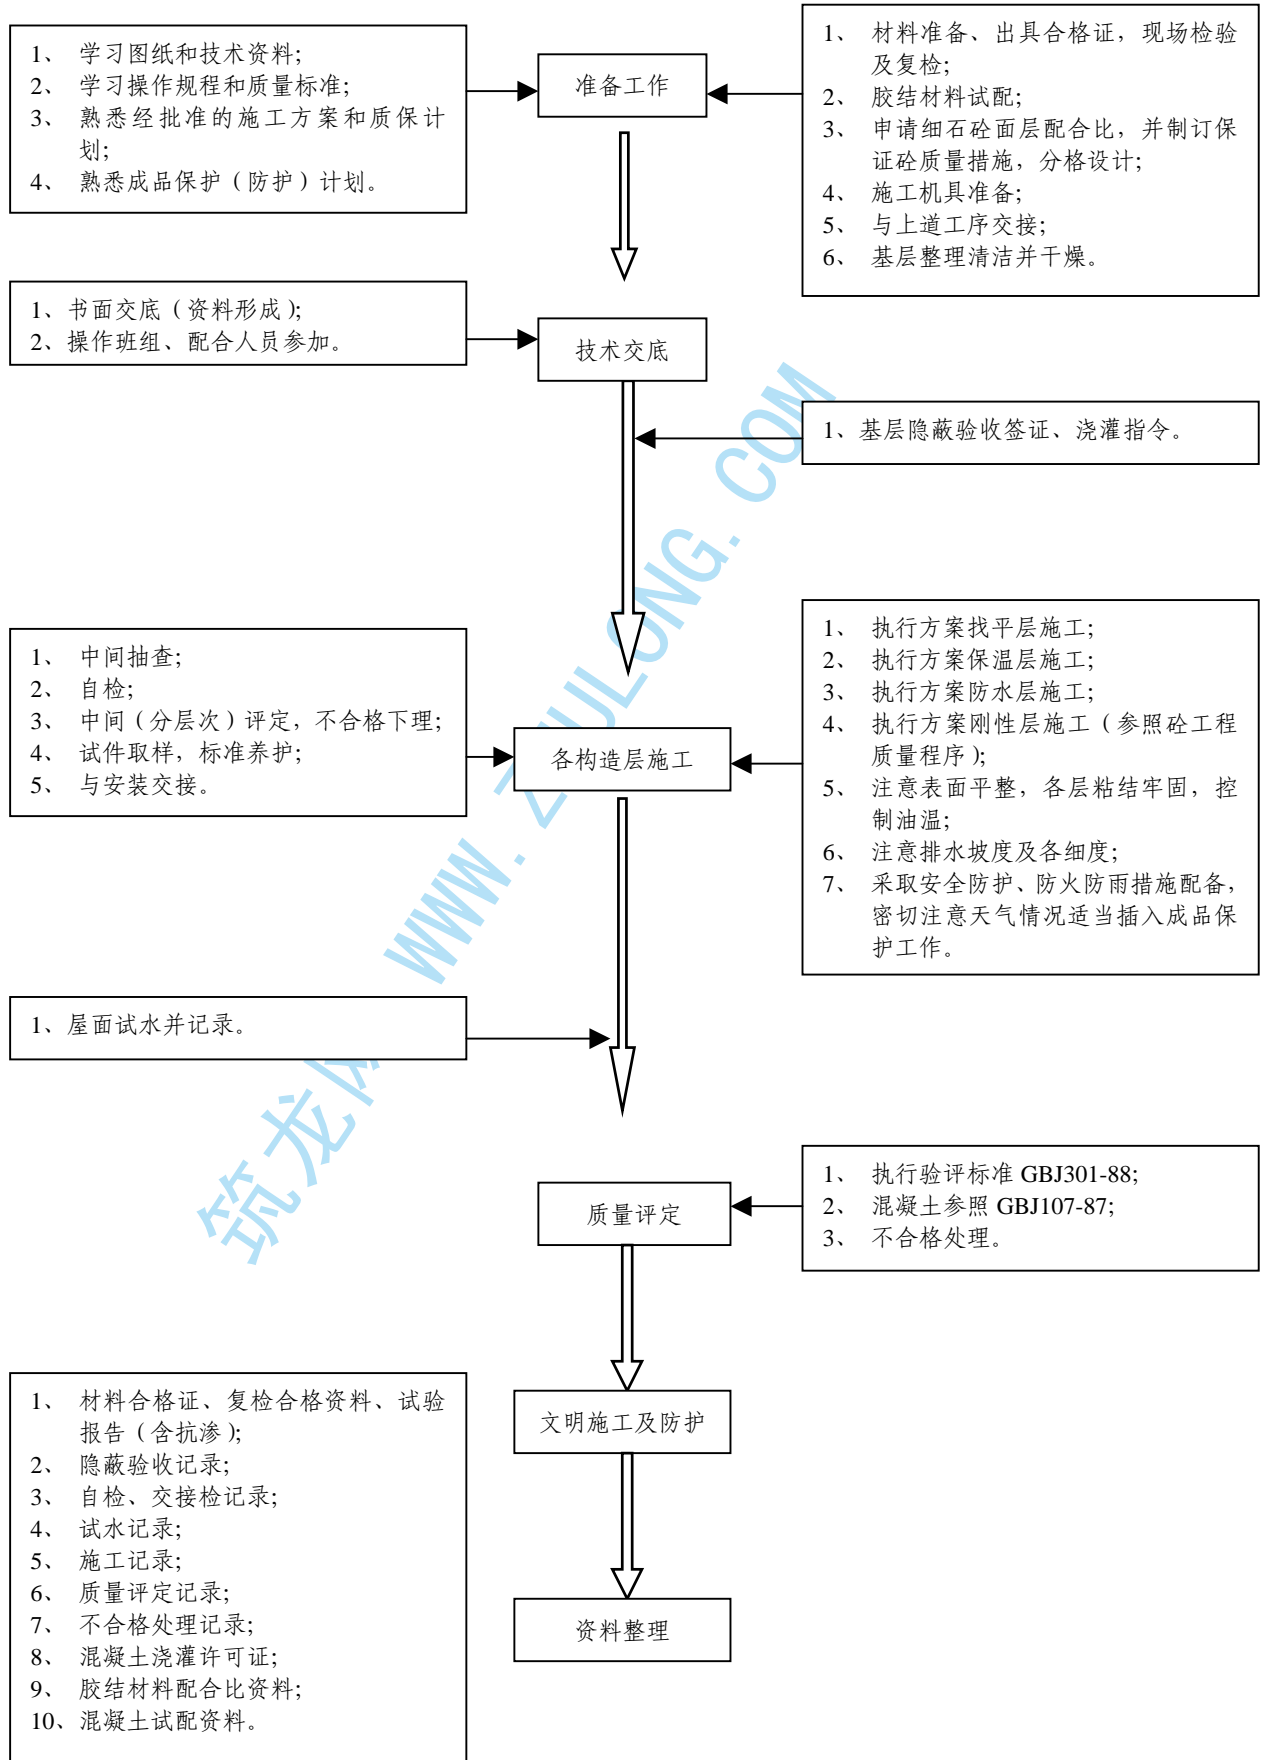 1、 学习图纸和技术资料;
2、 学习操作规程和质量标准;
3、 熟悉经批准的施工方案和质保计
划;
4、 熟悉成品保护（防护）计划。
准备工作
1、 材料准备、出具合格证，现场检验
及复检;
2、 胶结材料试配;
3、 申请细石砼面层配合比，并制订保
证砼质量措施，分格设计;
4、 施工机具准备;
5、 与上道工序交接;
6、 基层整理清洁并干燥。
1、书面交底（资料形成）;
2、操作班组、配合人员参加。
技术交底
1、基层隐蔽验收签证、浇灌指令。
1、 中间抽查;
2、 自检;
3、 中间（分层次）评定，不合格下理;
4、 试件取样，标准养护;
5、 与安装交接。
各构造层施工
1、 执行方案找平层施工;
2、 执行方案保温层施工;
3、 执行方案防水层施工;
4、 执行方案刚性层施工（参照砼工程
质量程序）;
5、 注意表面平整，各层粘结牢固，控
制油温;
6、 注意排水坡度及各细度;
7、 采取安全防护、防火防雨措施配备，
密切注意天气情况适当插入成品保
护工作。
1、屋面试水并记录。
质量评定
1、 执行验评标准 GBJ301-88;
2、 混凝土参照 GBJ107-87;
3、 不合格处理。
文明施工及防护
1、 材料合格证、复检合格资料、试验
报告（含抗渗）;
2、 隐蔽验收记录;
3、 自检、交接检记录;
4、 试水记录;
5、 施工记录;
6、 质量评定记录;
7、 不合格处理记录;
8、 混凝土浇灌许可证;
9、 胶结材料配合比资料;
10、混凝土试配资料。
资料整理
筑龙网 WWW.ZHULONG.COM